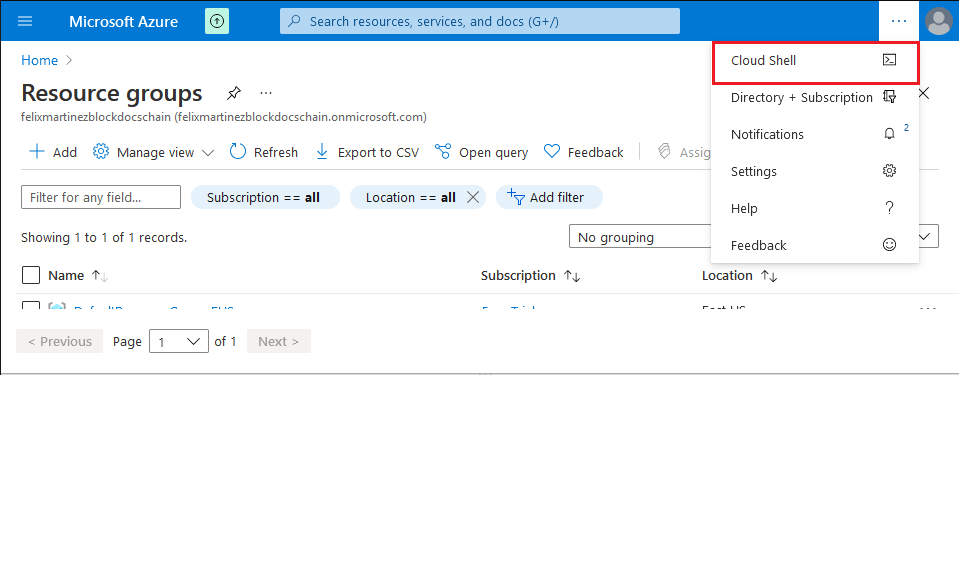 Microsoft Azure
Search resources, services, and docs (G+/)
...
Home >
Resource groups ...
felixmartinezblockdocschain (felixmartinezblockdocschain.onmicrosoft.com)
Add Manage view Refresh Export to CSV Open query Feedback Assig
Filter for any field... Subscription == all Location == all Add filter
Showing 1 to 1 of 1 records.
No grouping
Name Subscription Location
< Previous Page 1 of 1 Next >
Cloud Shell
Directory + Subscription
Notifications 2
Settings
Help ?
Feedback